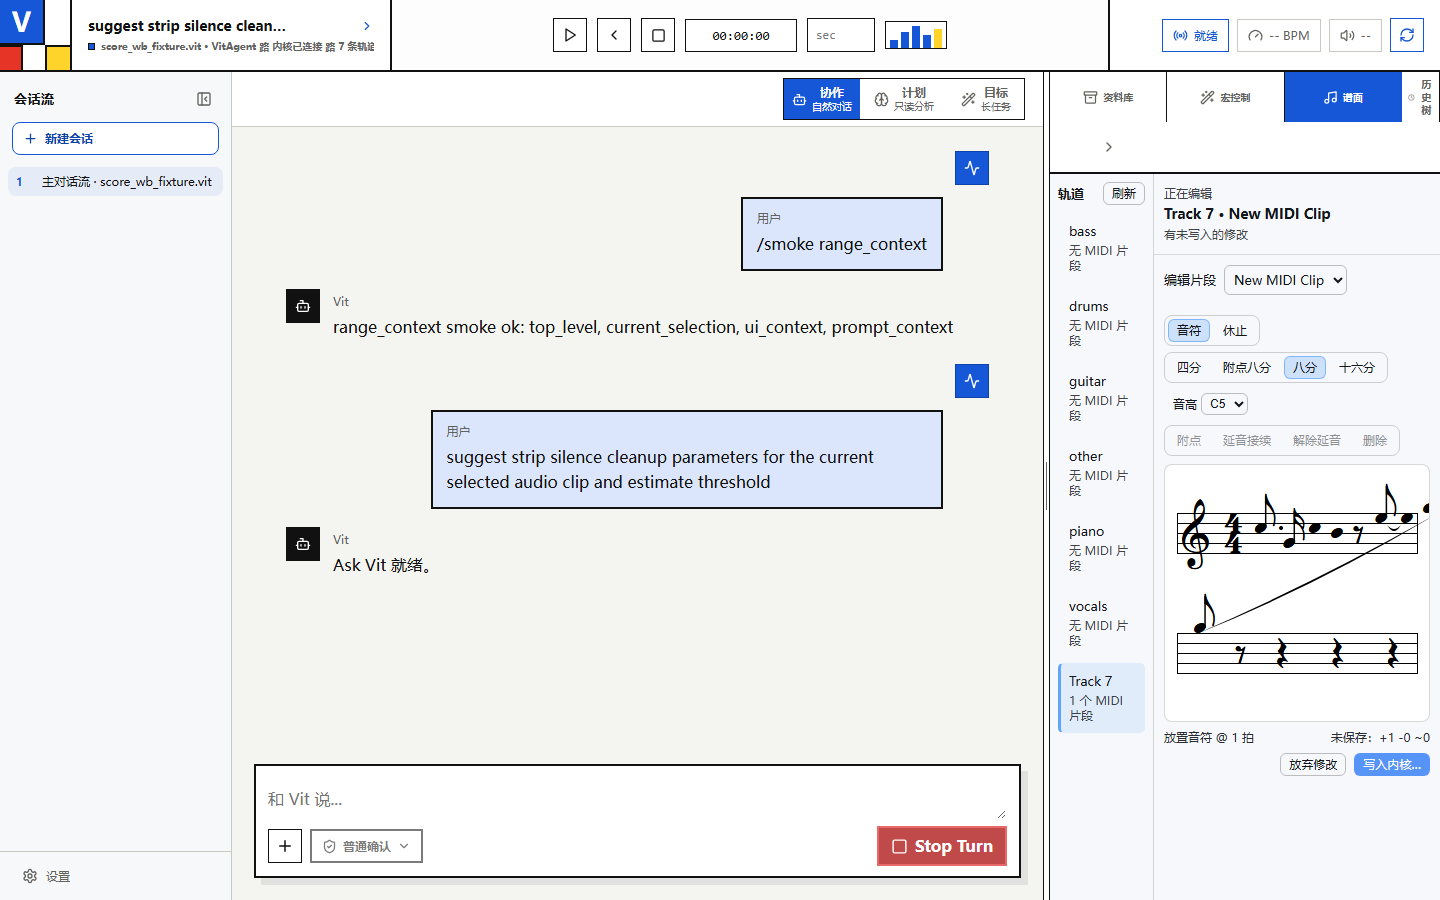 V
suggest strip silence clean...
score_wb_fixture.vit • VitAgent 踏 内核已连接 踏 7 条轨迹
00:00:00
sec
就绪
-- BPM
--
会话流
新建会话
1 主对话流 · score_wb_fixture.vit
设置
协作
自然对话
计划
只读分析
目标
长任务
用户
/smoke range_context
Vit
range_context smoke ok: top_level, current_selection, ui_context, prompt_context
用户
suggest strip silence cleanup parameters for the current
selected audio clip and estimate threshold
Vit
Ask Vit 就绪。
和 Vit 说...
普通确认
Stop Turn
资料库
宏控制
谱面
历史树
轨道
刷新
bass
无 MIDI 片
段
drums
无 MIDI 片
段
guitar
无 MIDI 片
段
other
无 MIDI 片
段
piano
无 MIDI 片
段
vocals
无 MIDI 片
段
Track 7
1 个 MIDI
片段
正在编辑
Track 7 • New MIDI Clip
有未写入的修改
编辑片段 New MIDI Clip
音符 休止
四分 附点八分 八分 十六分
音高 C5
附点 延音接续 解除延音 删除
放置音符 @ 1 拍 未保存：+1 -0 ~0
放弃修改 写入内核...